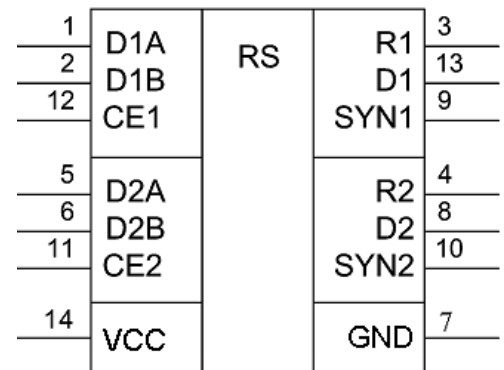 1 D1A RS R1 3
2 D1B D1 13
12 CE1 SYN1 9
5 D2A R2 4
6 D2B D2 8
11 CE2 SYN2 10
14 VCC GND 7